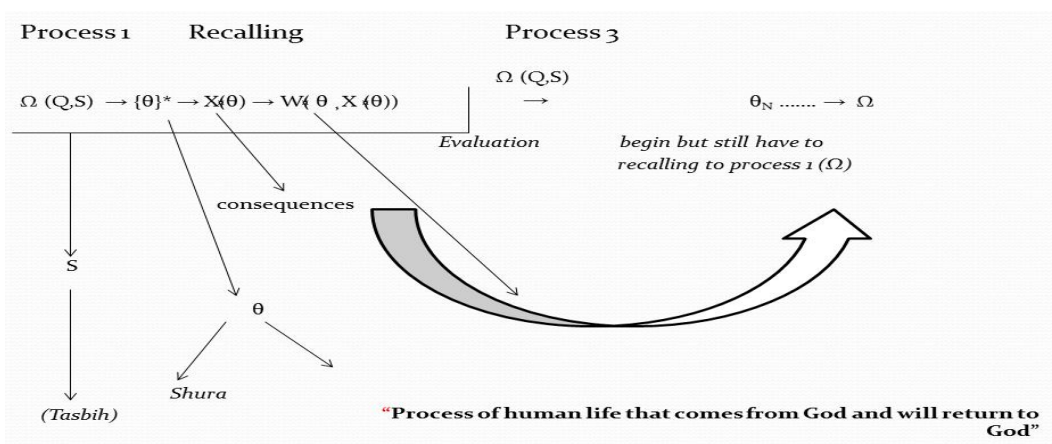 Process 1 Recalling Process 3
Ω (Q,S)
Ω (Q,S) → {θ}* → X(θ) → W( θ , X (θ)) → θN ....... → Ω
Evaluation
begin but still have to
recalling to process 1 (Ω)
consequences
S
θ
Shura
(Tasbih)
“Process of human life that comes from God and will return to
God”